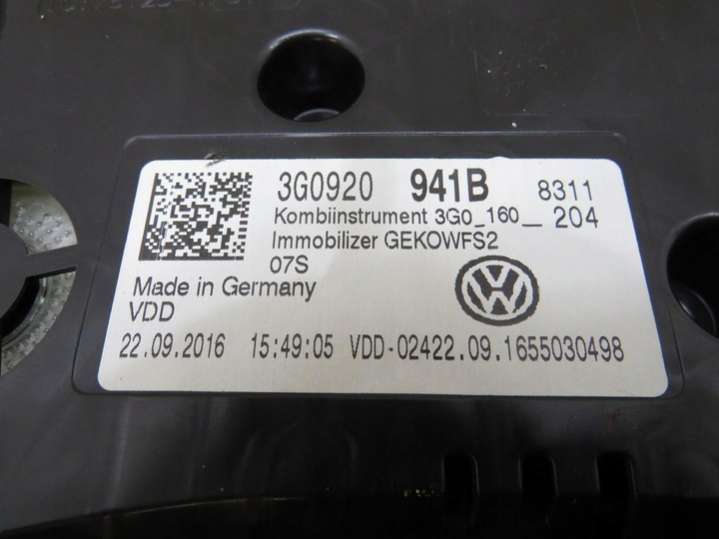 3G0920 941B 8311
Kombiinstrument 3G0_160__ 204
Immobilizer GEKOWFS2
07S
Made in Germany
VDD
22.09.2016 15:49:05 VDD-02422.09.1655030498